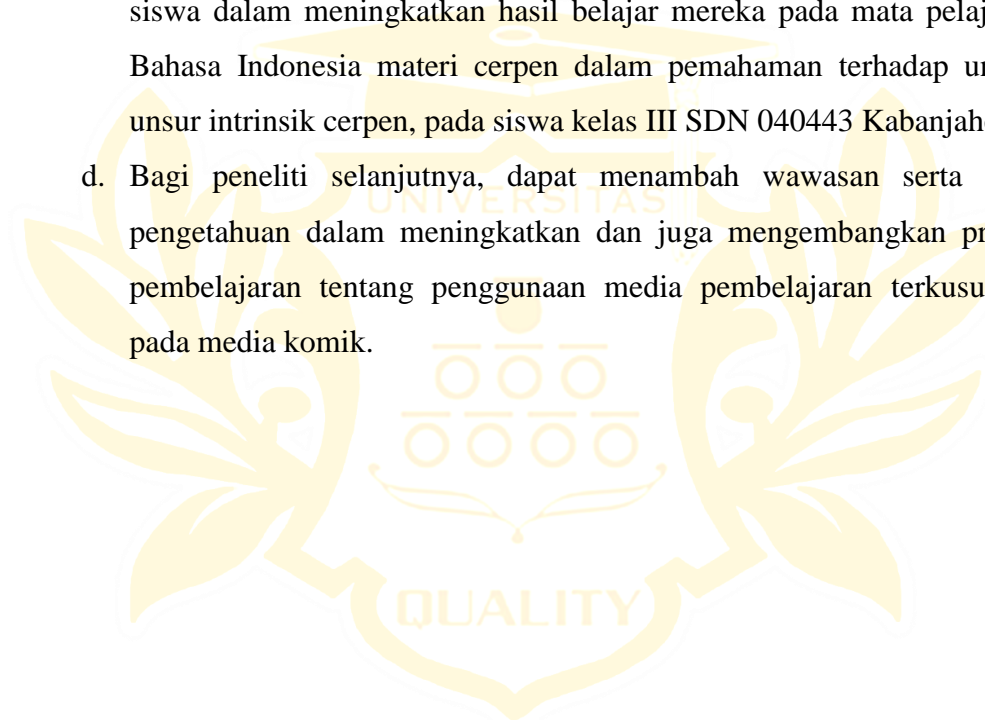 siswa dalam meningkatkan hasil belajar mereka pada mata pelaj
Bahasa Indonesia materi cerpen dalam pemahaman terhadap un
unsur intrinsik cerpen, pada siswa kelas III SDN 040443 Kabanjah
d. Bagi peneliti selanjutnya, dapat menambah wawasan serta
UNIVERSITAS
pengetahuan dalam meningkatkan dan juga mengembangkan pr
pembelajaran tentang penggunaan media pembelajaran terkusu
pada media komik.
QUALITY